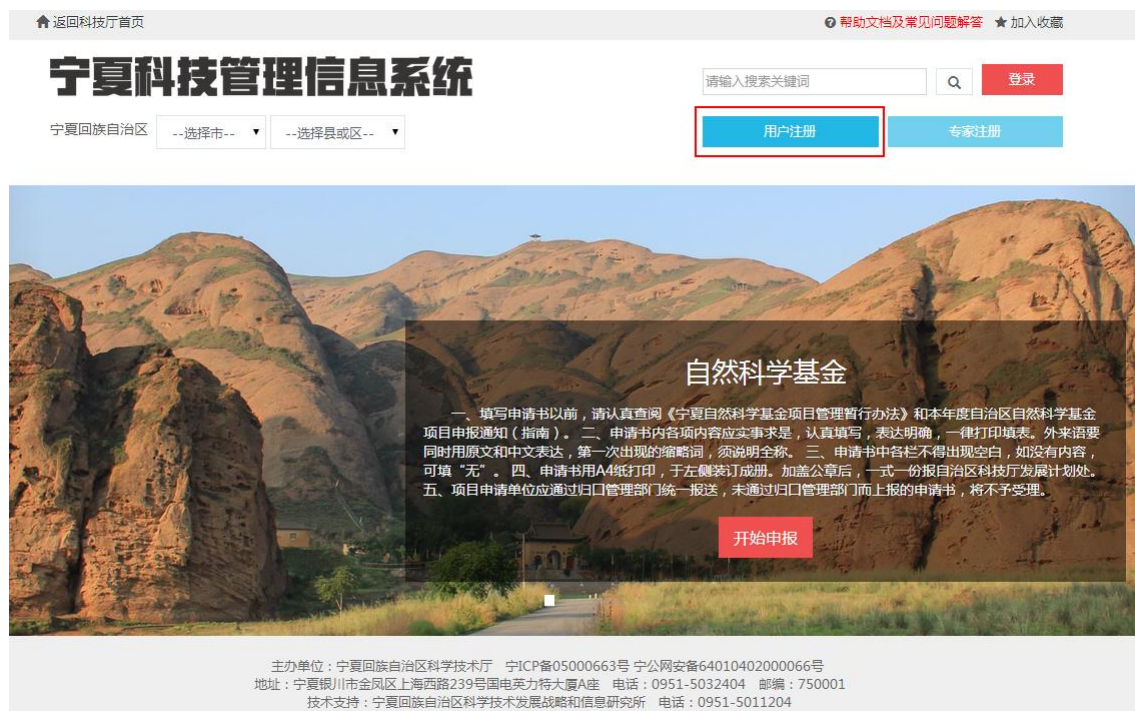 返回科技厅首页
帮助文档及常见问题解答 加入收藏
宁夏科技管理信息系统
请输入搜索关键词
登录
宁夏回族自治区 --选择市-- --选择县或区--
用户注册
专家注册
自然科学基金
一、填写申请书以前，请认真查阅《宁夏自然科学基金项目管理暂行办法》和本年度自治区自然科学基金
项目申报通知（指南）。 二、申请书内各项内容应实事求是，认真填写，表达明确，一律打印填表。外来语要
同时用原文和中文表达，第一次出现的缩略词，须说明全称。 三、申请书中各栏不得出现空白，如没有内容，
可填“无”。 四、申请书用A4纸打印，于左侧装订成册。加盖公章后，一式一份报自治区科技厅发展计划处。
五、项目申请单位应通过归口管理部门统一报送，未通过归口管理部门而上报的申请书，将不予受理。
开始申报
主办单位：宁夏回族自治区科学技术厅 宁ICP备05000663号 宁公网安备64010402000066号
地址：宁夏银川市金凤区上海西路239号国电英力特大厦A座 电话：0951-5032404 邮编：750001
技术支持：宁夏回族自治区科学技术发展战略和信息研究所 电话：0951-5011204